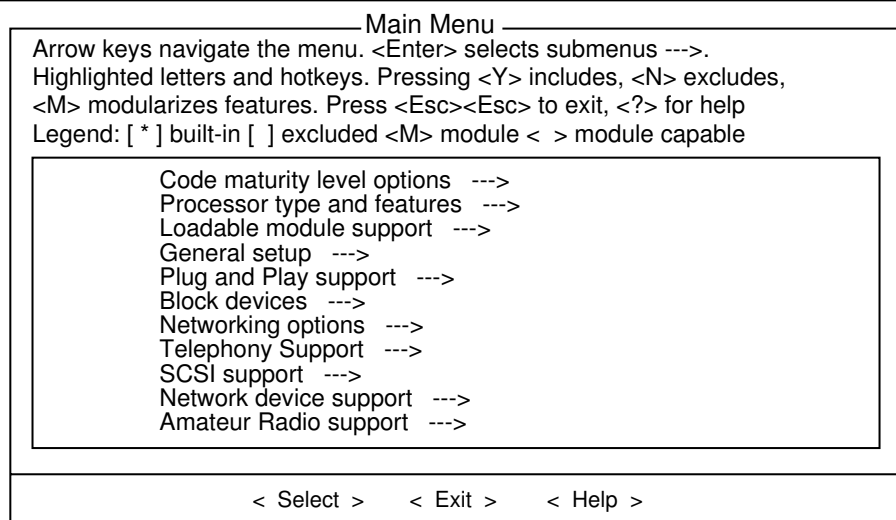 Main Menu
Arrow keys navigate the menu. <Enter> selects submenus --->.
Highlighted letters and hotkeys. Pressing <Y> includes, <N> excludes,
<M> modularizes features. Press <Esc><Esc> to exit, <?> for help
Legend: [ * ] built-in [ ] excluded <M> module < > module capable
Code maturity level options --->
Processor type and features --->
Loadable module support --->
General setup --->
Plug and Play support --->
Block devices --->
Networking options --->
Telephony Support --->
SCSI support --->
Network device support --->
Amateur Radio support --->
< Select > < Exit > < Help >